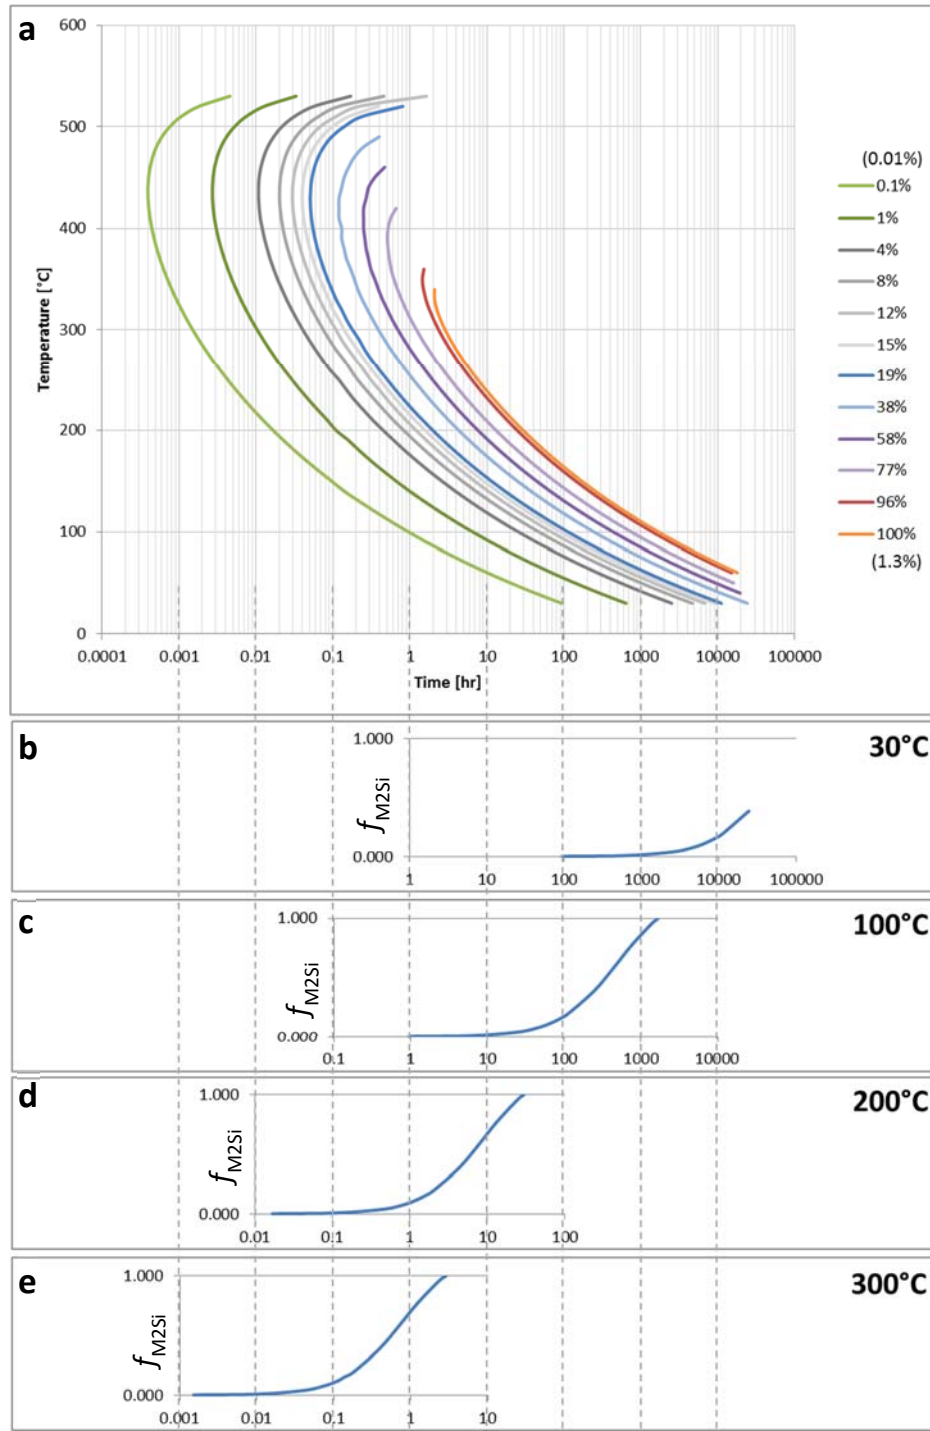 a
600
500
400
300
200
100
0
Temperature [°C]
0.0001 0.001 0.01 0.1 1 10 100 1000 10000 100000
Time [hr]
(0.01%)
0.1%
1%
4%
8%
12%
15%
19%
38%
58%
77%
96%
100%
(1.3%)
b
30°C
fM2Si
1.000
0.000
1 10 100 1000 10000 100000
c
100°C
fM2Si
1.000
0.000
0.1 1 10 100 1000 10000
d
200°C
fM2Si
1.000
0.000
0.01 0.1 1 10 100
e
300°C
fM2Si
1.000
0.000
0.001 0.01 0.1 1 10